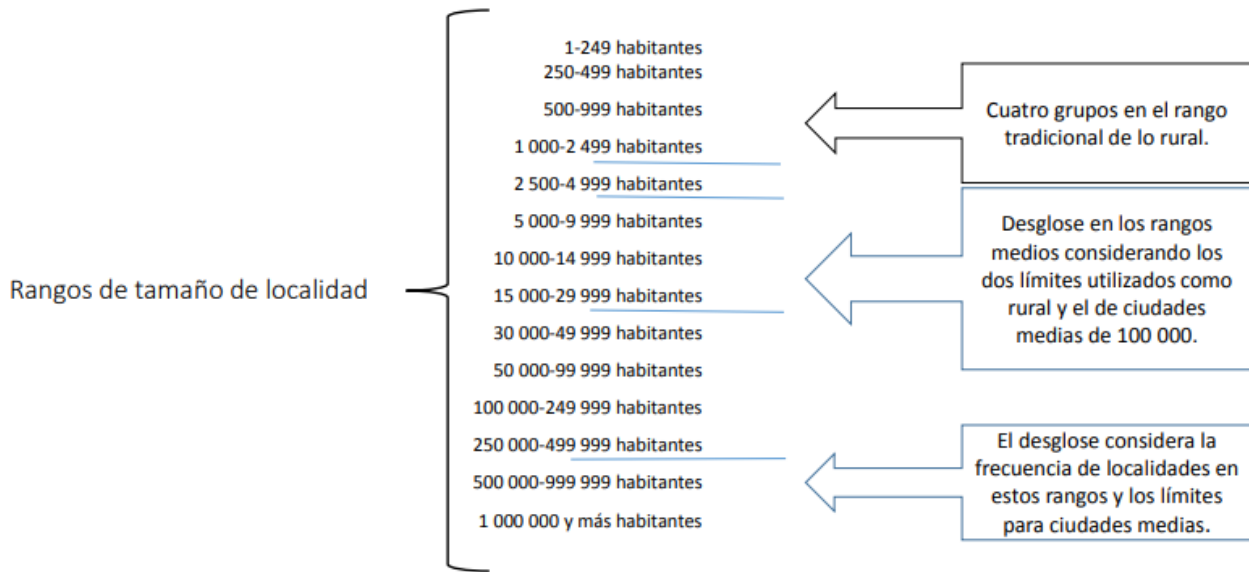 Rangos de tamaño de localidad
1-249 habitantes
250-499 habitantes
500-999 habitantes
1 000-2 499 habitantes
2 500-4 999 habitantes
5 000-9 999 habitantes
10 000-14 999 habitantes
15 000-29 999 habitantes
30 000-49 999 habitantes
50 000-99 999 habitantes
100 000-249 999 habitantes
250 000-499 999 habitantes
500 000-999 999 habitantes
1 000 000 y más habitantes
Cuatro grupos en el rango
tradicional de lo rural.
Desglose en los rangos
medios considerando los
dos límites utilizados como
rural y el de ciudades
medias de 100 000.
El desglose considera la
frecuencia de localidades en
estos rangos y los límites
para ciudades medias.